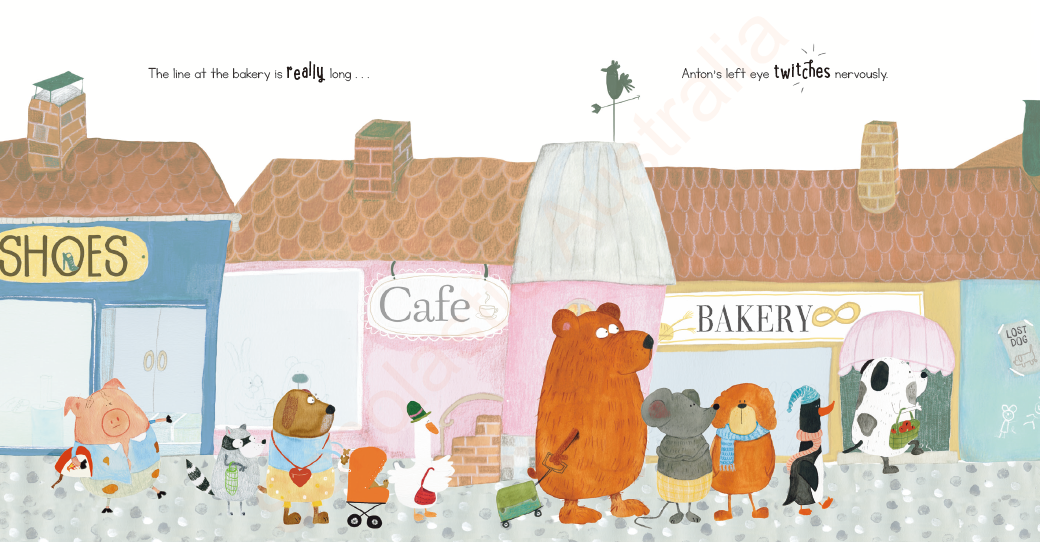 The line at the bakery is really long . . .
Anton's left eye twitches nervously.
SHOES
Cafe
BAKERY
LOST
DOG